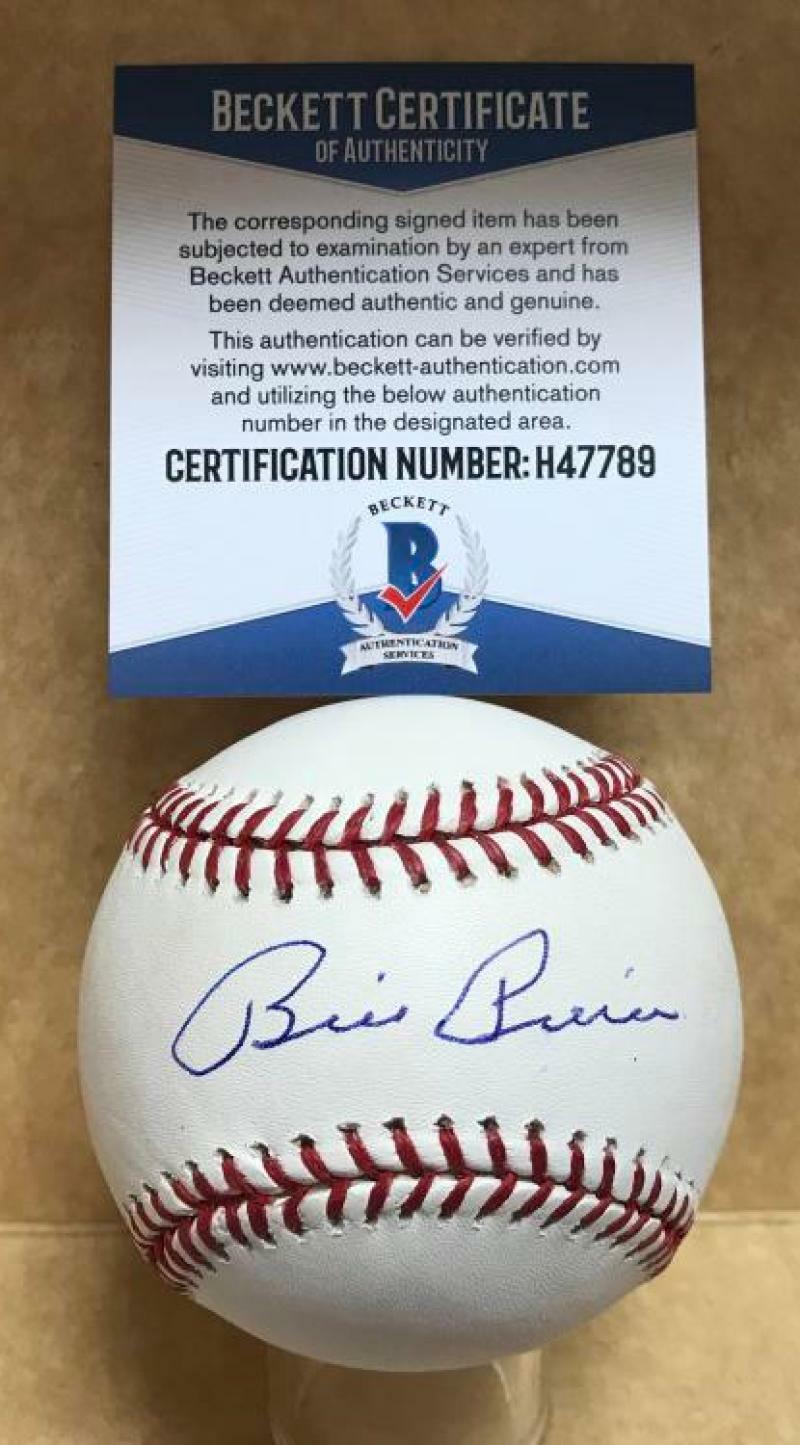 BECKETT CERTIFICATE
OF AUTHENTICITY
The corresponding signed item has been
subjected to examination by an expert from
Beckett Authentication Services and has
been deemed authentic and genuine.
This authentication can be verified by
visiting www.beckett-authentication.com
and utilizing the below authentication
number in the designated area.
CERTIFICATION NUMBER: H47789
BECKETT
B
AUTHENTICATION
SERVICES